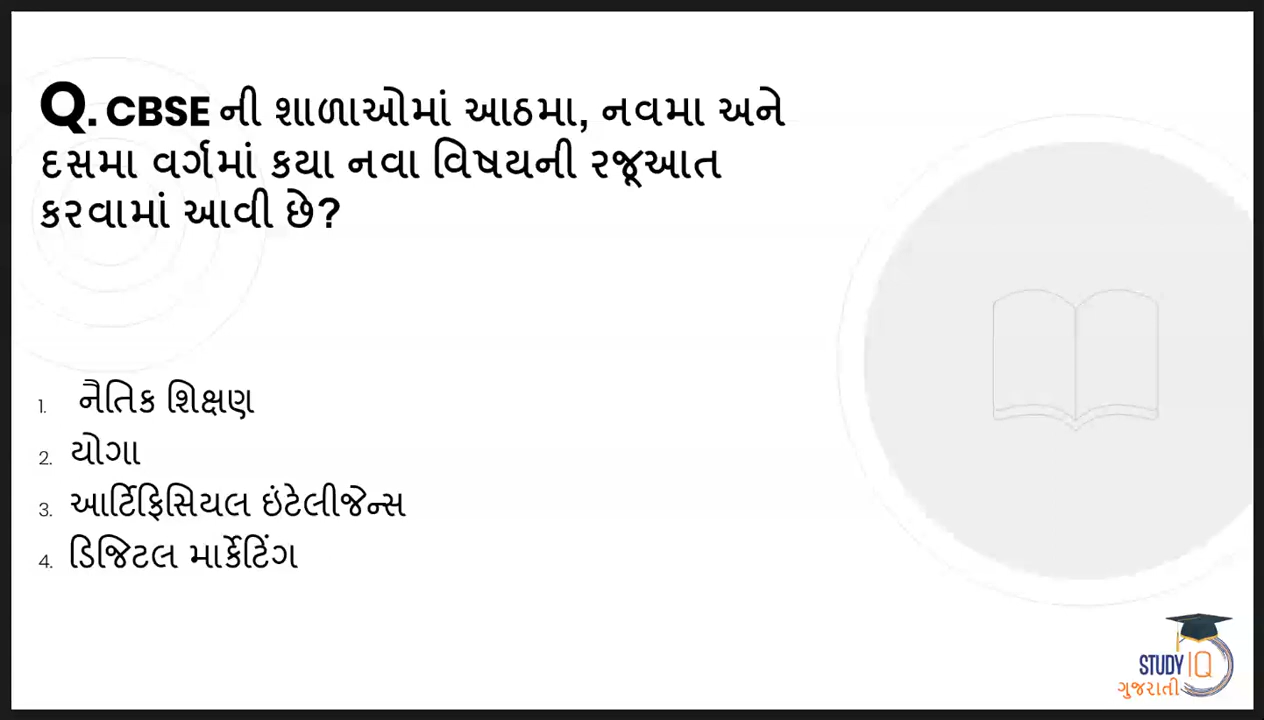 Q. CBSE ની શાળાઓમાં આઠમા, નવમા અને
દસમા વર્ગમાં કયા નવા વિષયની રજૂઆત
કરવામાં આવી છે?
1. નૈતિક શિક્ષણ
2. યોગા
3. આર્ટિફિસિયલ ઇંટેલીજેન્સ
4. ડિજિટલ માર્કેટિંગ
STUDY IQ
ગુજરાતી